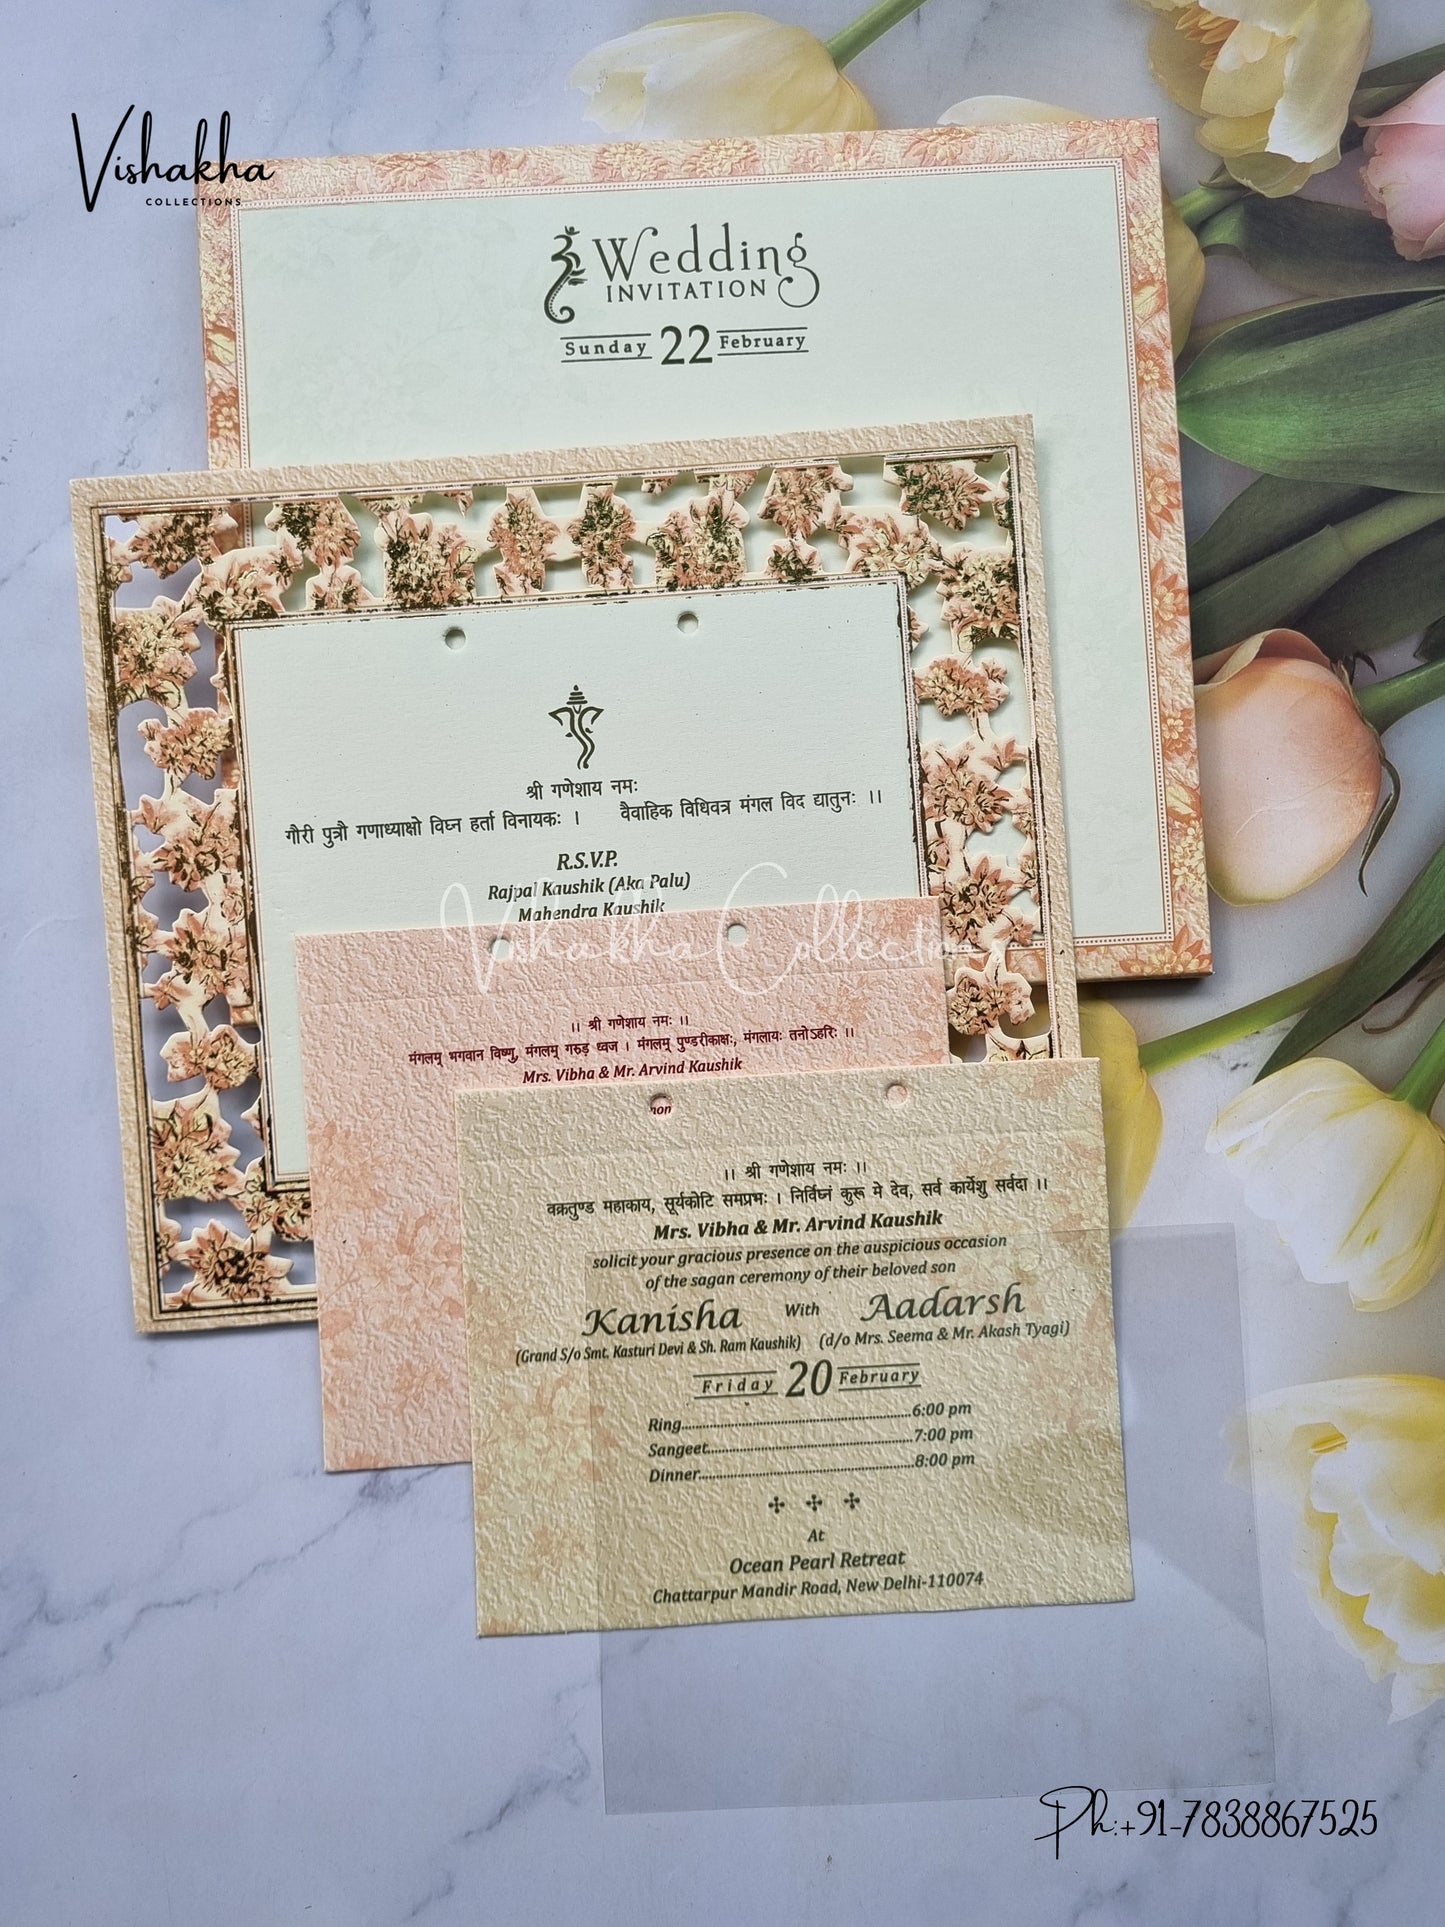 Vishakha
COLLECTIONS
Wedding
INVITATION
Sunday 22 February
श्री गणेशाय नमः
गौरी पुत्रौ गणाध्याक्षो विघ्न हर्ता विनायकः । वैवाहिक विधिवत्र मंगल विद द्यातुनः ।।
R.S.V.P.
Rajpal Kaushik (Aka Palu)
Mahendra Kaushik
Vishakha Collections
।। श्री गणेशाय नमः ।।
मंगलम् भगवान विष्णु, मंगलम् गरुड़ ध्वज । मंगलम् पुण्डरीकाक्षः, मंगलायः तनोऽहरिः ।।
Mrs. Vibha & Mr. Arvind Kaushik
।। श्री गणेशाय नमः ।।
वक्रतुण्ड महाकाय, सूर्यकोटि समप्रभः । निर्विघ्नं कुरू मे देव, सर्व कार्येशु सर्वदा ।।
Mrs. Vibha & Mr. Arvind Kaushik
solicit your gracious presence on the auspicious occasion
of the sagan ceremony of their beloved son
Kanisha With Aadarsh
(Grand S/o Smt. Kasturi Devi & Sh. Ram Kaushik) (d/o Mrs. Seema & Mr. Akash Tyagi)
Friday 20 February
Ring........................................................6:00 pm
Sangeet..................................................7:00 pm
Dinner.....................................................8:00 pm
At
Ocean Pearl Retreat
Chattarpur Mandir Road, New Delhi-110074
Ph:+91-7838867525